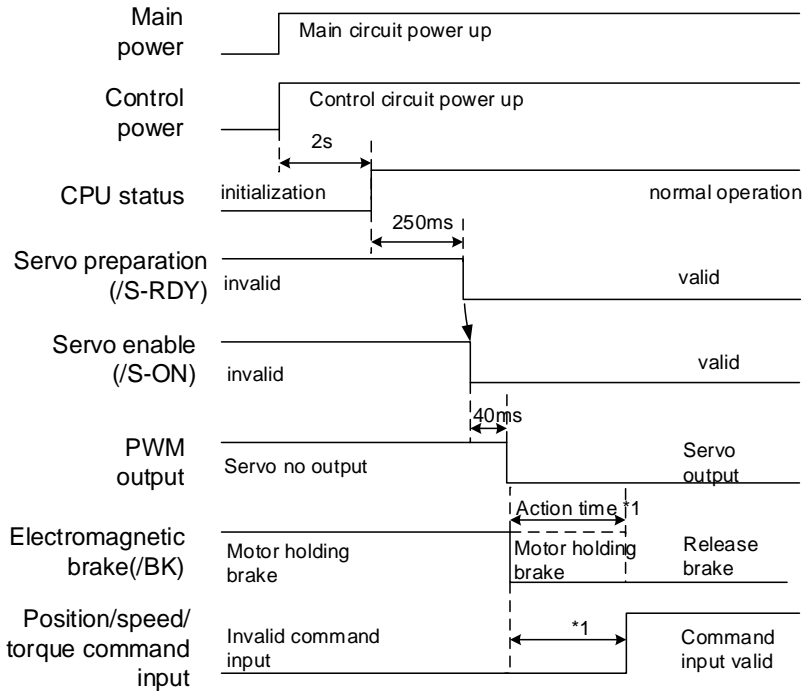 Main
power
Main circuit power up
Control
power
Control circuit power up
2s
CPU status
initialization
normal operation
250ms
Servo preparation
(/S-RDY)
invalid
valid
Servo enable
(/S-ON)
invalid
valid
40ms
PWM
output
Servo no output
Servo
output
Action time *1
Electromagnetic
brake(/BK)
Motor holding
brake
Motor holding
brake
Release
brake
Position/speed/
torque command
input
Invalid command
input
*1
Command
input valid